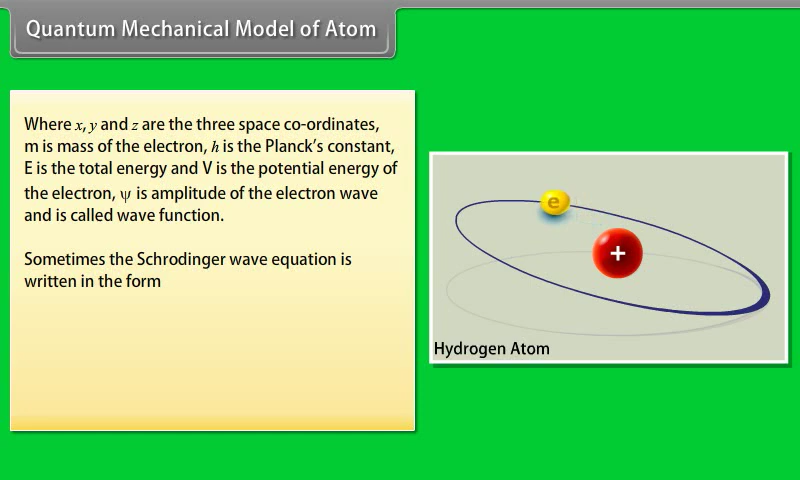 Quantum Mechanical Model of Atom
Where x, y and z are the three space co-ordinates,
m is mass of the electron, h is the Planck's constant,
E is the total energy and V is the potential energy of
the electron, ψ is amplitude of the electron wave
and is called wave function.
Sometimes the Schrodinger wave equation is
written in the form
e
+
Hydrogen Atom